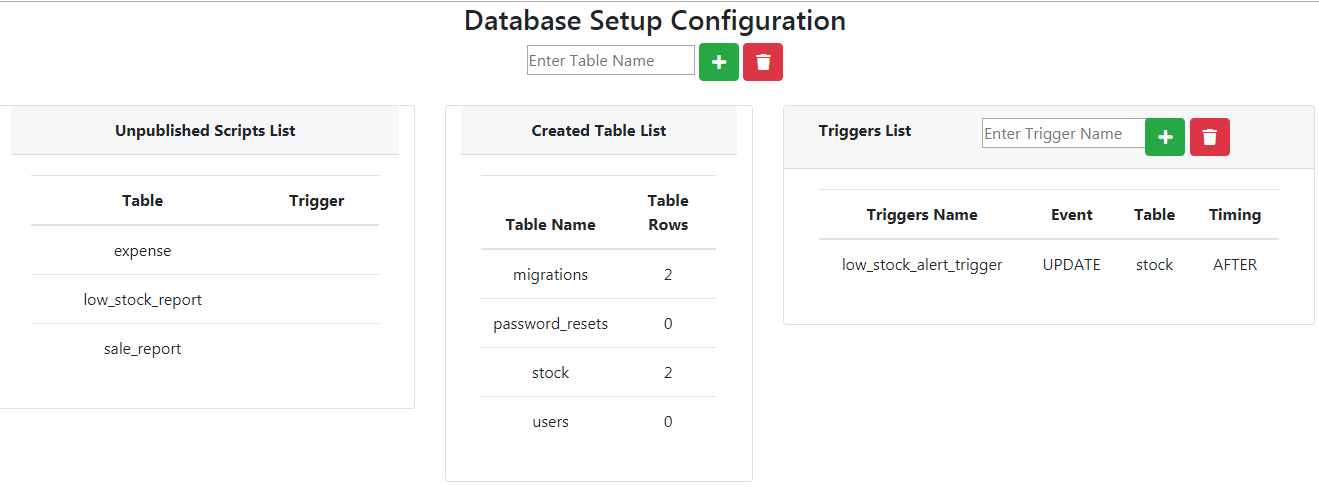 Database Setup Configuration
Enter Table Name
Unpublished Scripts List
Table Trigger
expense
low_stock_report
sale_report
Created Table List
Table Name Table Rows
migrations 2
password_resets 0
stock 2
users 0
Triggers List Enter Trigger Name
Triggers Name Event Table Timing
low_stock_alert_trigger UPDATE stock AFTER